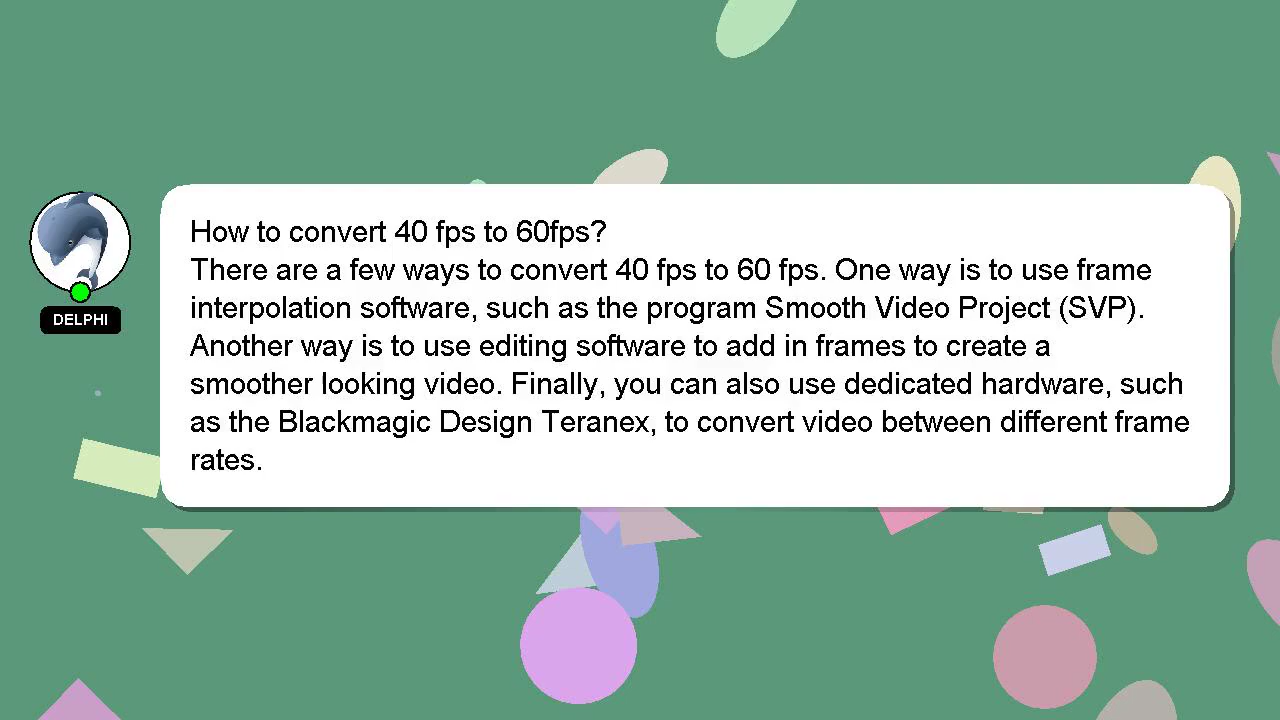 How to convert 40 fps to 60fps?
There are a few ways to convert 40 fps to 60 fps. One way is to use frame
interpolation software, such as the program Smooth Video Project (SVP).
Another way is to use editing software to add in frames to create a
smoother looking video. Finally, you can also use dedicated hardware, such
as the Blackmagic Design Teranex, to convert video between different frame
rates.
DELPHI